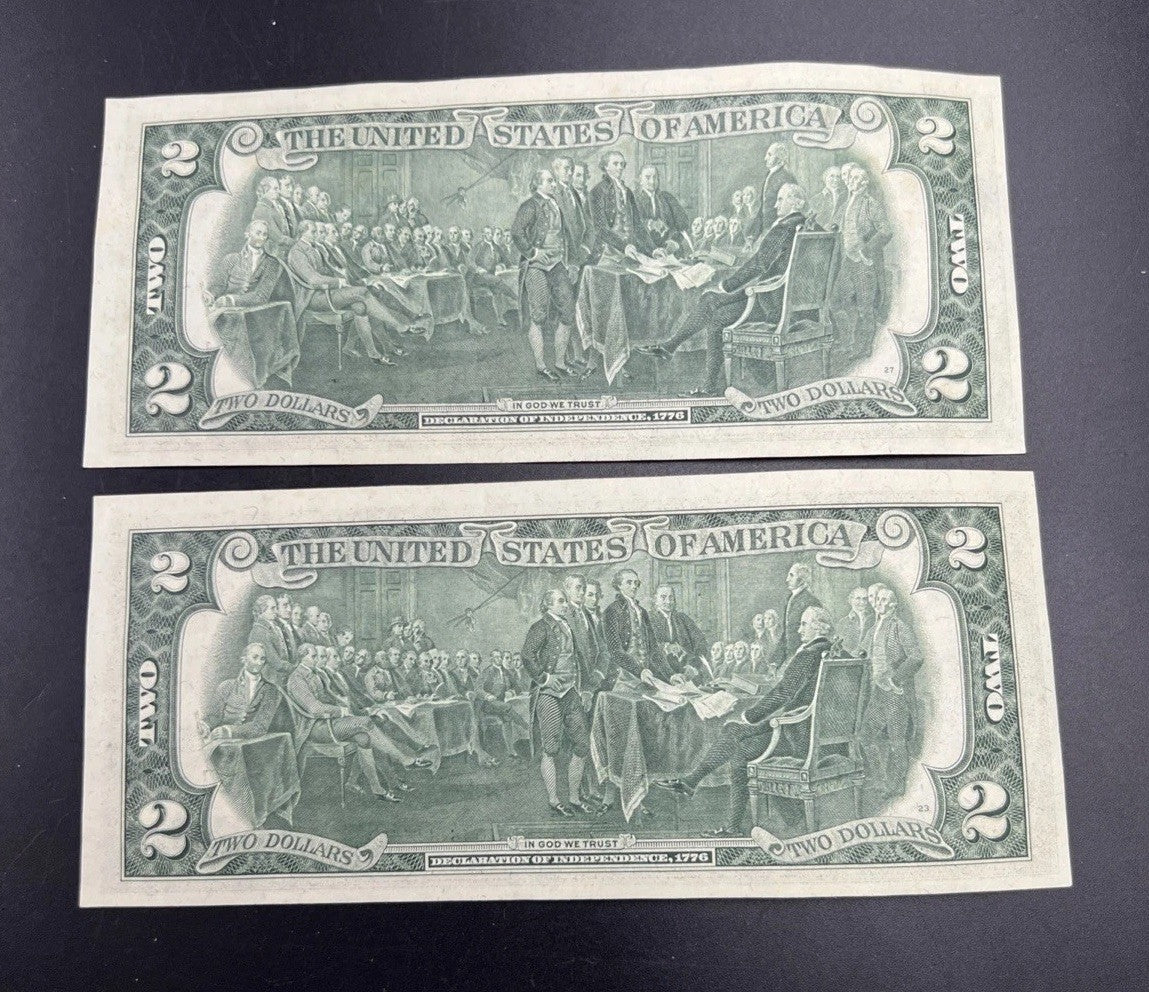 THE UNITED STATES OF AMERICA
2
2
TWO
TWO
27
2
2
TWO DOLLARS
IN GOD WE TRUST
TWO DOLLARS
DECLARATION OF INDEPENDENCE, 1776
THE UNITED STATES OF AMERICA
2
2
TWO
TWO
23
2
2
TWO DOLLARS
IN GOD WE TRUST
TWO DOLLARS
DECLARATION OF INDEPENDENCE, 1776